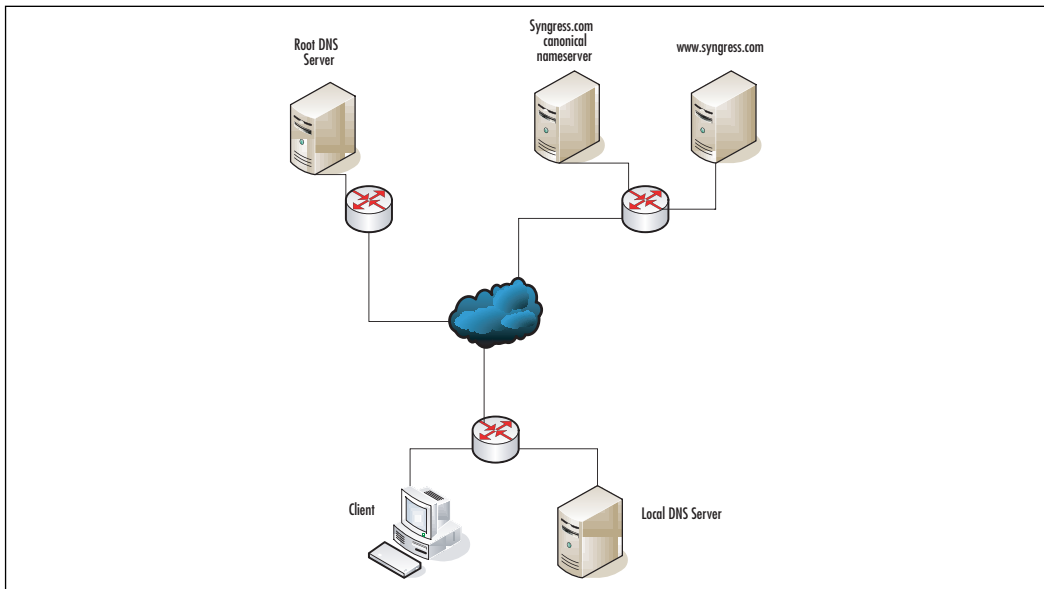 Root DNS
Server
Syngress.com
canonical
nameserver
www.syngress.com
Client
Local DNS Server